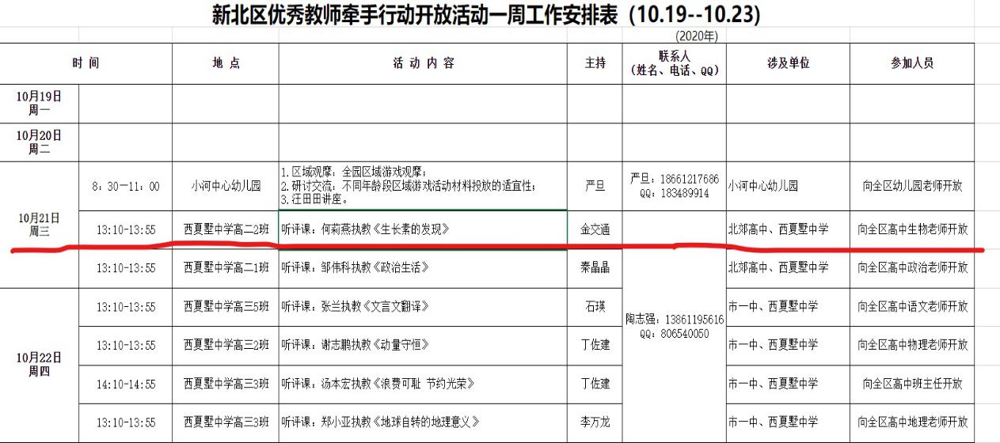 新北区优秀教师牵手行动开放活动一周工作安排表（10.19--10.23）
(2020年)
时 间 地 点 活 动 内 容 主持 联系人（姓名、电话、QQ） 涉及单位 参加人员
10月19日
周一
10月20日
周二
10月21日
周三
8：30—11：00 小河中心幼儿园
1.区域观摩：全园区域游戏观摩；
2.研讨交流：不同年龄段区域游戏活动材料投放的适宜性；
3.汪田田讲座。
严旦
严旦：18661217686
QQ：183489914
小河中心幼儿园 向全区幼儿园老师开放
13:10-13:55 西夏墅中学高二2班 听评课：何莉燕执教《生长素的发现》 金交通 北郊高中、西夏墅中学 向全区高中生物老师开放
13:10-13:55 西夏墅中学高二1班 听评课：邹伟科执教《政治生活》 秦晶晶 北郊高中、西夏墅中学 向全区高中政治老师开放
陶志强：13861195616
QQ：806540050
10月22日
周四
13:10-13:55 西夏墅中学高三5班 听评课：张兰执教《文言文翻译》 石瑛 市一中、西夏墅中学 向全区高中语文老师开放
13:10-13:55 西夏墅中学高三2班 听评课：谢志鹏执教《动量守恒》 丁佐建 市一中、西夏墅中学 向全区高中物理老师开放
14:10-14:55 西夏墅中学高三3班 听评课：汤本宏执教《浪费可耻 节约光荣》 丁佐建 市一中、西夏墅中学 向全区高中班主任开放
13:10-13:55 西夏墅中学高三3班 听评课：郑小亚执教《地球自转的地理意义》 李万龙 市一中、西夏墅中学 向全区高中地理老师开放